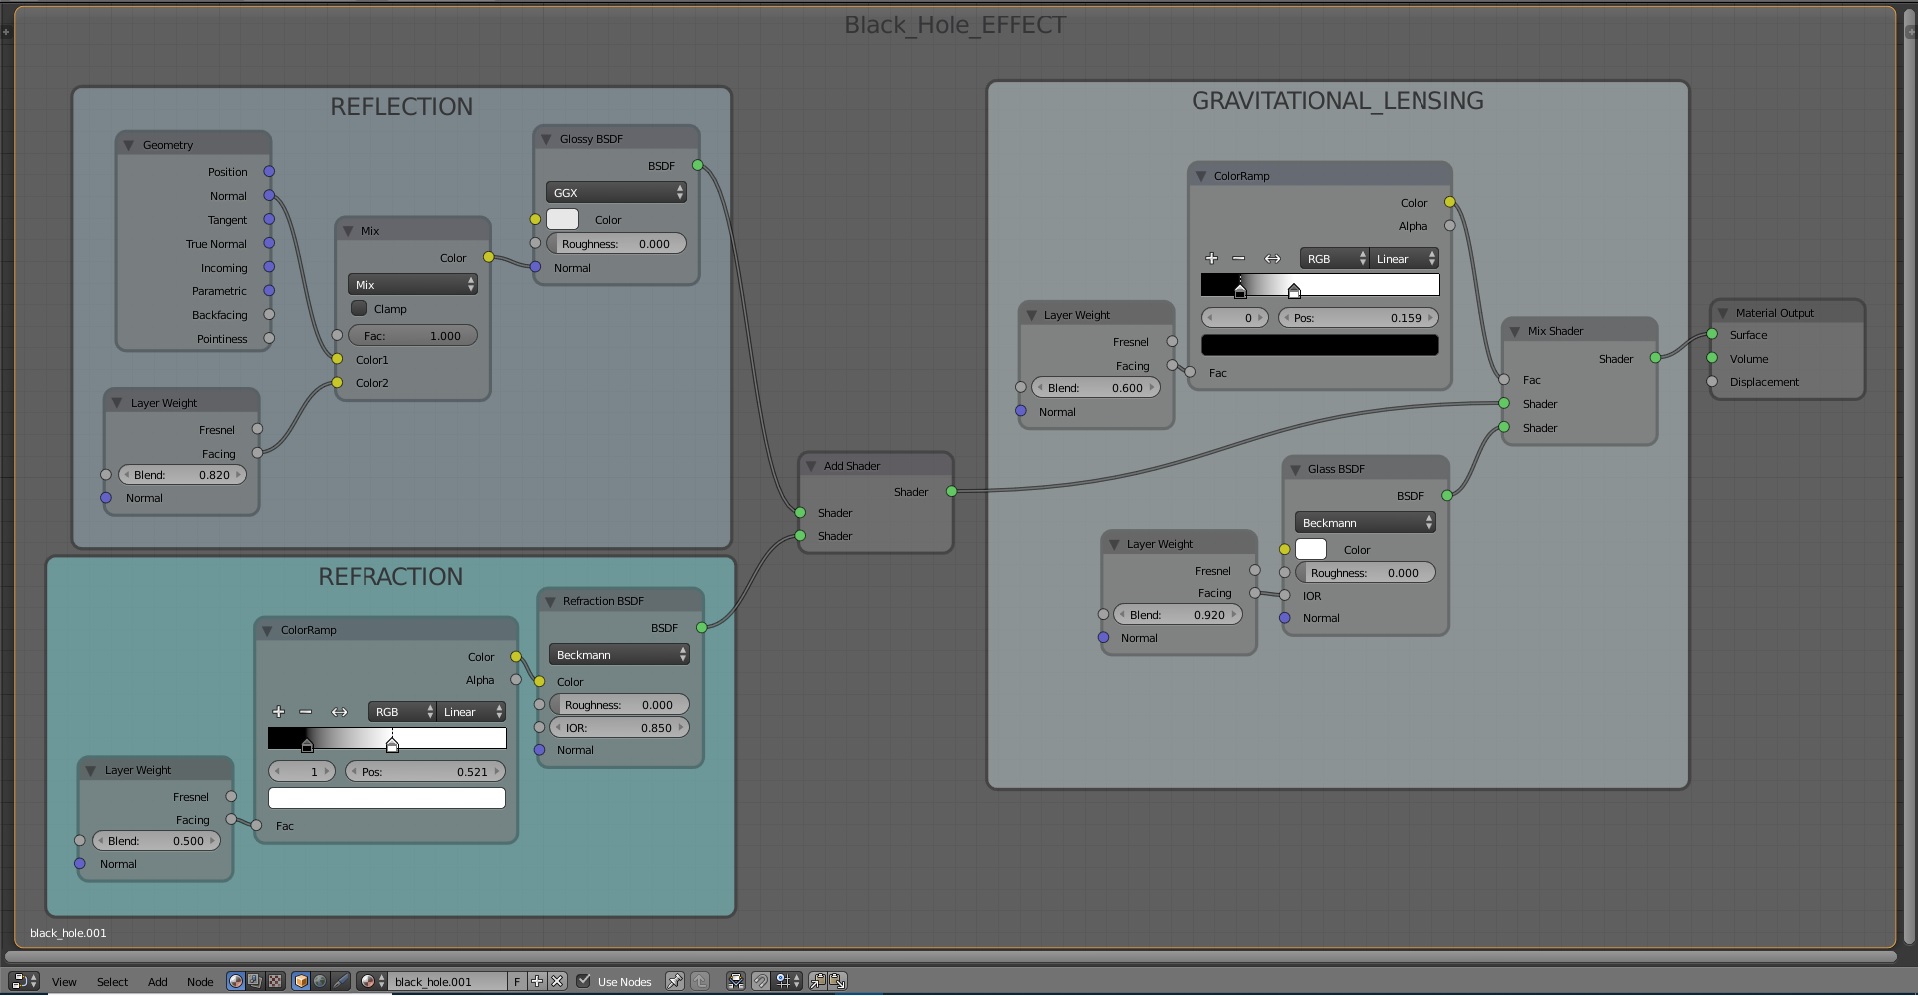 Black_Hole_EFFECT
REFLECTION
Geometry
Position
Normal
Tangent
True Normal
Incoming
Parametric
Backfacing
Pointiness
Layer Weight
Fresnel
Facing
Blend: 0.820
Normal
Mix
Color
Mix
Clamp
Fac: 1.000
Color1
Color2
Glossy BSDF
BSDF
GGX
Color
Roughness: 0.000
Normal
REFRACTION
Layer Weight
Fresnel
Facing
Blend: 0.500
Normal
ColorRamp
Color
Alpha
RGB Linear
1 Pos: 0.521
Fac
Refraction BSDF
BSDF
Beckmann
Color
Roughness: 0.000
IOR: 0.850
Normal
Add Shader
Shader
Shader
Shader
GRAVITATIONAL_LENSING
Layer Weight
Fresnel
Facing
Blend: 0.600
Normal
ColorRamp
Color
Alpha
RGB Linear
0 Pos: 0.159
Fac
Layer Weight
Fresnel
Facing
Blend: 0.920
Normal
Glass BSDF
BSDF
Beckmann
Color
Roughness: 0.000
IOR
Normal
Mix Shader
Shader
Fac
Shader
Shader
Material Output
Surface
Volume
Displacement
black_hole.001
View Select Add Node black_hole.001 F Use Nodes